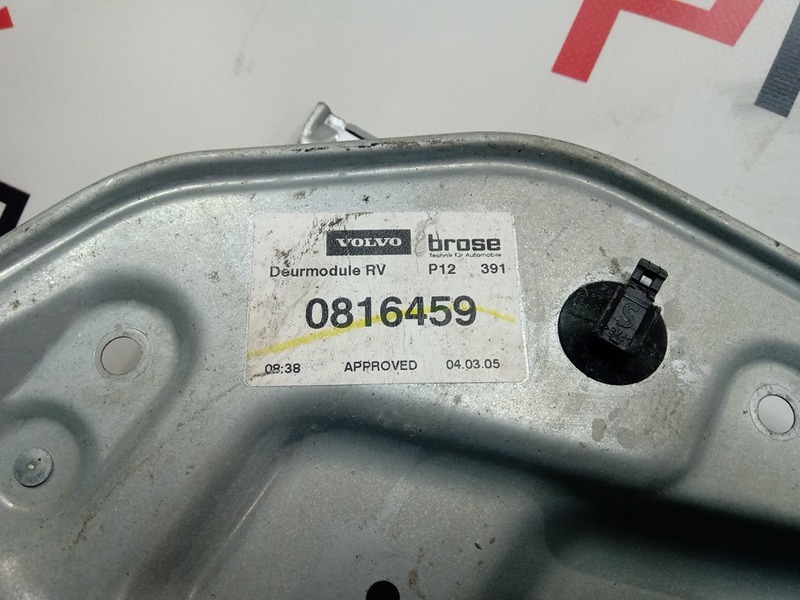 VOLVO brose
Technik für Automobile
Deurmodule RV P12 391
0816459
08:38 APPROVED 04.03.05